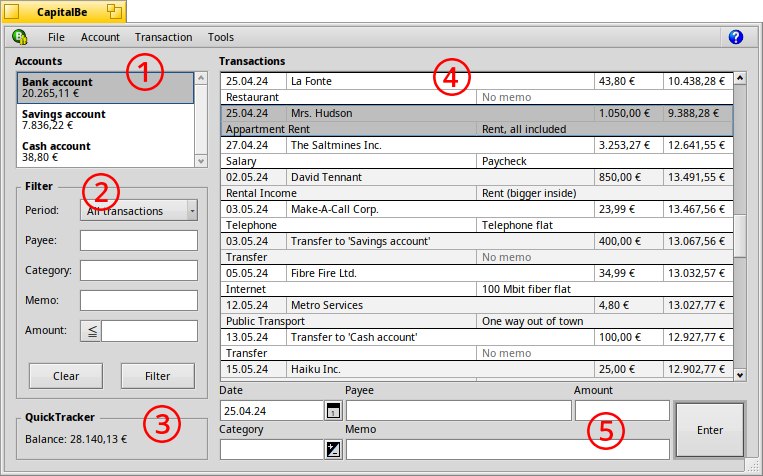 CapitalBe
File Account Transaction Tools
Accounts
1
Bank account
20.265,11 €
Savings account
7.836,22 €
Cash account
38,80 €
Filter
2
Period: All transactions
Payee:
Category:
Memo:
Amount: ≦
Clear Filter
QuickTracker
3
Balance: 28.140,13 €
Transactions
4
25.04.24 La Fonte 43,80 € 10.438,28 €
Restaurant No memo
25.04.24 Mrs. Hudson 1.050,00 € 9.388,28 €
Appartment Rent Rent, all included
27.04.24 The Saltmines Inc. 3.253,27 € 12.641,55 €
Salary Paycheck
02.05.24 David Tennant 850,00 € 13.491,55 €
Rental Income Rent (bigger inside)
03.05.24 Make-A-Call Corp. 23,99 € 13.467,56 €
Telephone Telephone flat
03.05.24 Transfer to 'Savings account' 400,00 € 13.067,56 €
Transfer No memo
05.05.24 Fibre Fire Ltd. 34,99 € 13.032,57 €
Internet 100 Mbit fiber flat
12.05.24 Metro Services 4,80 € 13.027,77 €
Public Transport One way out of town
13.05.24 Transfer to 'Cash account' 100,00 € 12.927,77 €
Transfer No memo
15.05.24 Haiku Inc. 25,00 € 12.902,77 €
Date Payee Amount
25.04.24
Category Memo
5
Enter